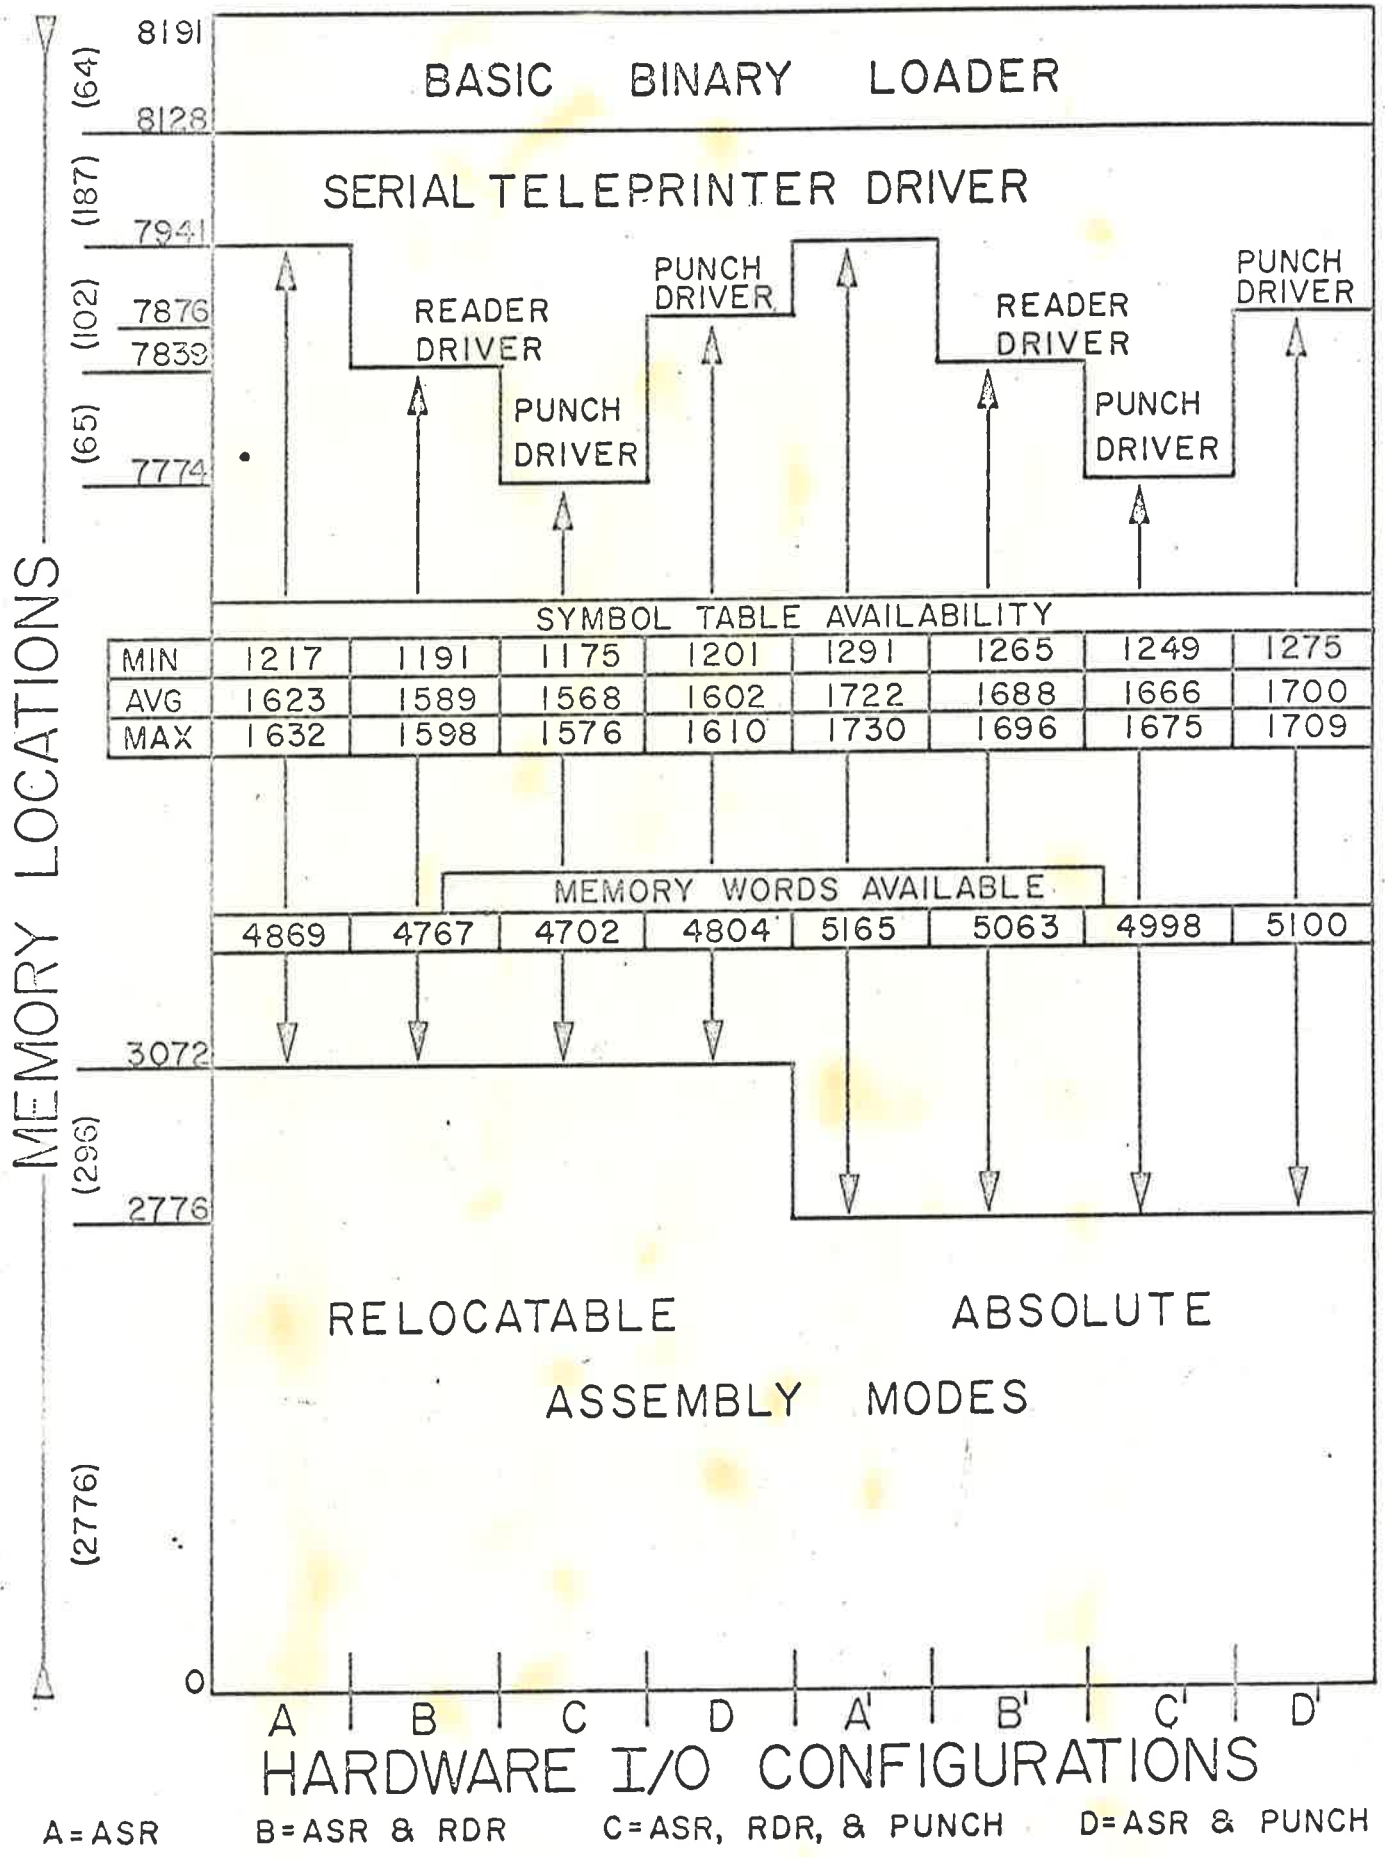 8191
(64)
BASIC BINARY LOADER
8128
(187)
SERIAL TELEPRINTER DRIVER
7941
(102)
PUNCH DRIVER
PUNCH DRIVER
7876
READER DRIVER
READER DRIVER
7839
(65)
PUNCH DRIVER
PUNCH DRIVER
7774
MEMORY LOCATIONS
SYMBOL TABLE AVAILABILITY
MIN 1217 1191 1175 1201 1291 1265 1249 1275
AVG 1623 1589 1568 1602 1722 1688 1666 1700
MAX 1632 1598 1576 1610 1730 1696 1675 1709
MEMORY WORDS AVAILABLE
4869 4767 4702 4804 5165 5063 4998 5100
3072
(296)
2776
RELOCATABLE ABSOLUTE
ASSEMBLY MODES
(2776)
0
A B C D A' B' C' D'
HARDWARE I/O CONFIGURATIONS
A=ASR B=ASR & RDR C=ASR, RDR, & PUNCH D=ASR & PUNCH